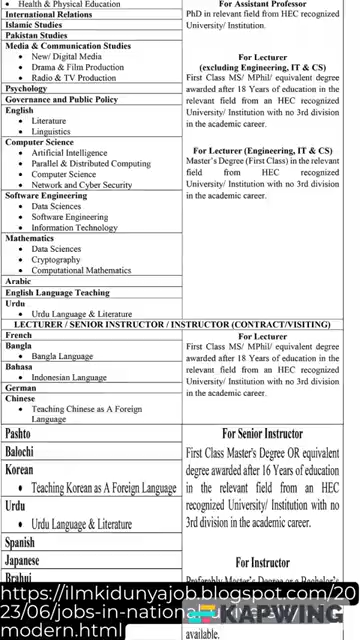 • Health & Physical Education
International Relations
Islamic Studies
Pakistan Studies
Media & Communication Studies
• New/ Digital Media
• Drama & Film Production
• Radio & TV Production
Psychology
Governance and Public Policy
English
• Literature
• Linguistics
Computer Science
• Artificial Intelligence
• Parallel & Distributed Computing
• Computer Science
• Network and Cyber Security
Software Engineering
• Data Sciences
• Software Engineering
• Information Technology
Mathematics
• Data Sciences
• Cryptography
• Computational Mathematics
Arabic
English Language Teaching
Urdu
• Urdu Language & Literature
For Assistant Professor
PhD in relevant field from HEC recognized
University/ Institution.
For Lecturer
(excluding Engineering, IT & CS)
First Class MS/ MPhil/ equivalent degree
awarded after 18 Years of education in the
relevant field from an HEC recognized
University/ Institution with no 3rd division
in the academic career.
For Lecturer (Engineering, IT & CS)
Master's Degree (First Class) in the relevant
field from HEC recognized
University/ Institution with no 3rd division
in the academic career.
LECTURER / SENIOR INSTRUCTOR / INSTRUCTOR (CONTRACT/VISITING)
French
Bangla
• Bangla Language
Bahasa
• Indonesian Language
German
Chinese
• Teaching Chinese as A Foreign
Language
For Lecturer
First Class MS/ MPhil/ equivalent degree
awarded after 18 Years of education in the
relevant field from an HEC recognized
University/ Institution with no 3rd division
in the academic career.
Pashto
Balochi
Korean
• Teaching Korean as A Foreign Language
Urdu
• Urdu Language & Literature
Spanish
Japanese
Brahui
For Senior Instructor
First Class Master's Degree OR equivalent
degree awarded after 16 Years of education
in the relevant field from an HEC
recognized University/ Institution with no
3rd division in the academic career.
For Instructor
Preferably Master's Degree or a Bachelor's
available.
https://ilmkidunyajob.blogspot.com/20
23/06/jobs-in-national-university-
modern.html
KAPWING